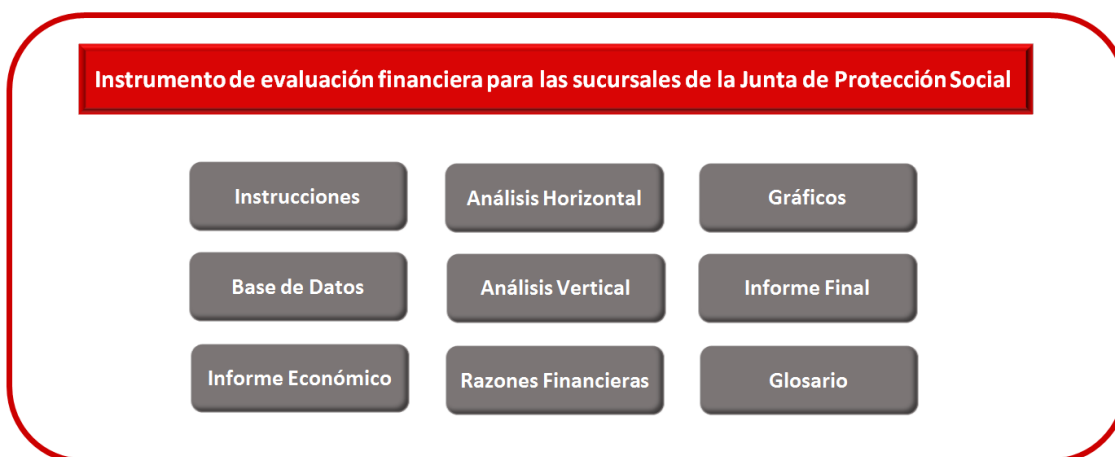 Instrumento de evaluación financiera para las sucursales de la Junta de Protección Social
Instrucciones
Análisis Horizontal
Gráficos
Base de Datos
Análisis Vertical
Informe Final
Informe Económico
Razones Financieras
Glosario